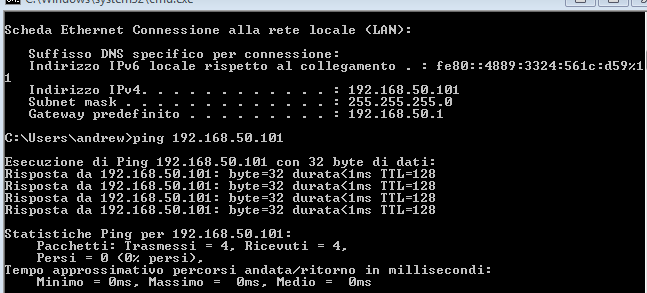 C:\Windows\system32\cmd.exe
Scheda Ethernet Connessione alla rete locale (LAN):
Suffisso DNS specifico per connessione:
Indirizzo IPv6 locale rispetto al collegamento . : fe80::4889:3324:561c:d59%1
1
Indirizzo IPv4. . . . . . . . . . . . : 192.168.50.101
Subnet mask . . . . . . . . . . . . . : 255.255.255.0
Gateway predefinito . . . . . . . . . : 192.168.50.1
C:\Users\andrew>ping 192.168.50.101
Esecuzione di Ping 192.168.50.101 con 32 byte di dati:
Risposta da 192.168.50.101: byte=32 durata<1ms TTL=128
Risposta da 192.168.50.101: byte=32 durata<1ms TTL=128
Risposta da 192.168.50.101: byte=32 durata<1ms TTL=128
Risposta da 192.168.50.101: byte=32 durata<1ms TTL=128
Statistiche Ping per 192.168.50.101:
Pacchetti: Trasmessi = 4, Ricevuti = 4,
Persi = 0 (0% persi),
Tempo approssimativo percorsi andata/ritorno in millisecondi:
Minimo = 0ms, Massimo =  0ms, Medio =  0ms